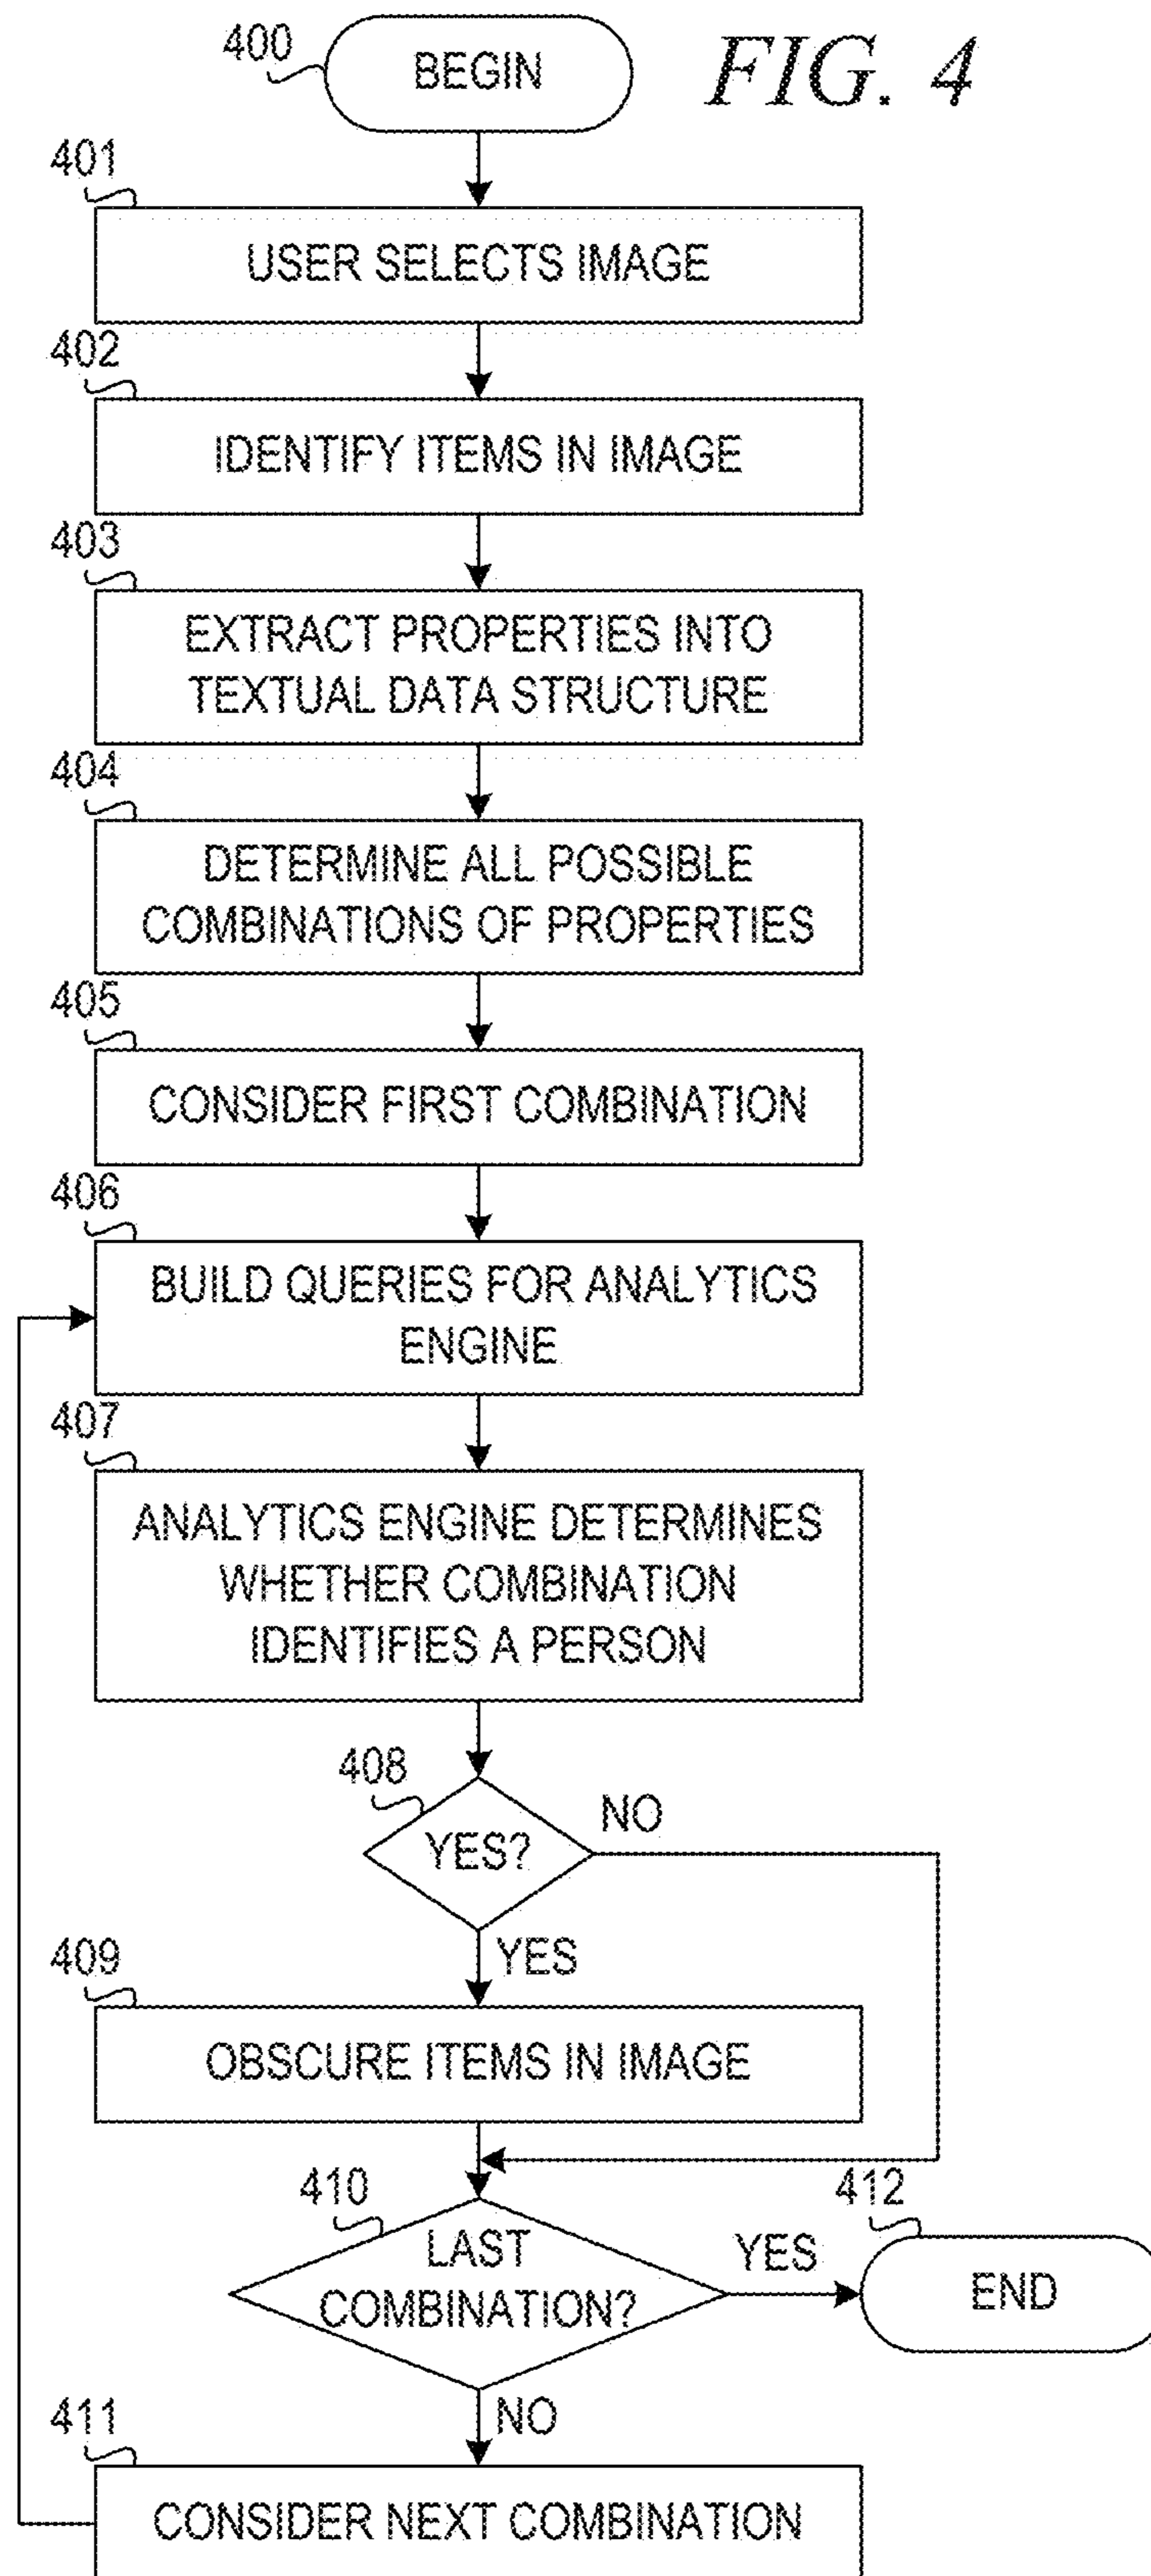 400
BEGIN
FIG. 4
401
USER SELECTS IMAGE
402
IDENTIFY ITEMS IN IMAGE
403
EXTRACT PROPERTIES INTO
TEXTUAL DATA STRUCTURE
404
DETERMINE ALL POSSIBLE
COMBINATIONS OF PROPERTIES
405
CONSIDER FIRST COMBINATION
406
BUILD QUERIES FOR ANALYTICS
ENGINE
407
ANALYTICS ENGINE DETERMINES
WHETHER COMBINATION
IDENTIFIES A PERSON
408
YES?
NO
YES
409
OBSCURE ITEMS IN IMAGE
410
LAST
COMBINATION?
YES
412
END
NO
411
CONSIDER NEXT COMBINATION